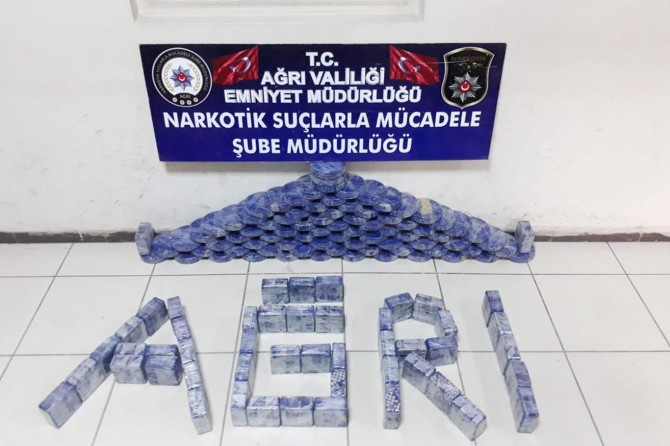 T.C.
AĞRI VALİLİĞİ
EMNİYET MÜDÜRLÜĞÜ
NARKOTİK SUÇLARLA MÜCADELE
ŞUBE MÜDÜRLÜĞÜ
AĞRI